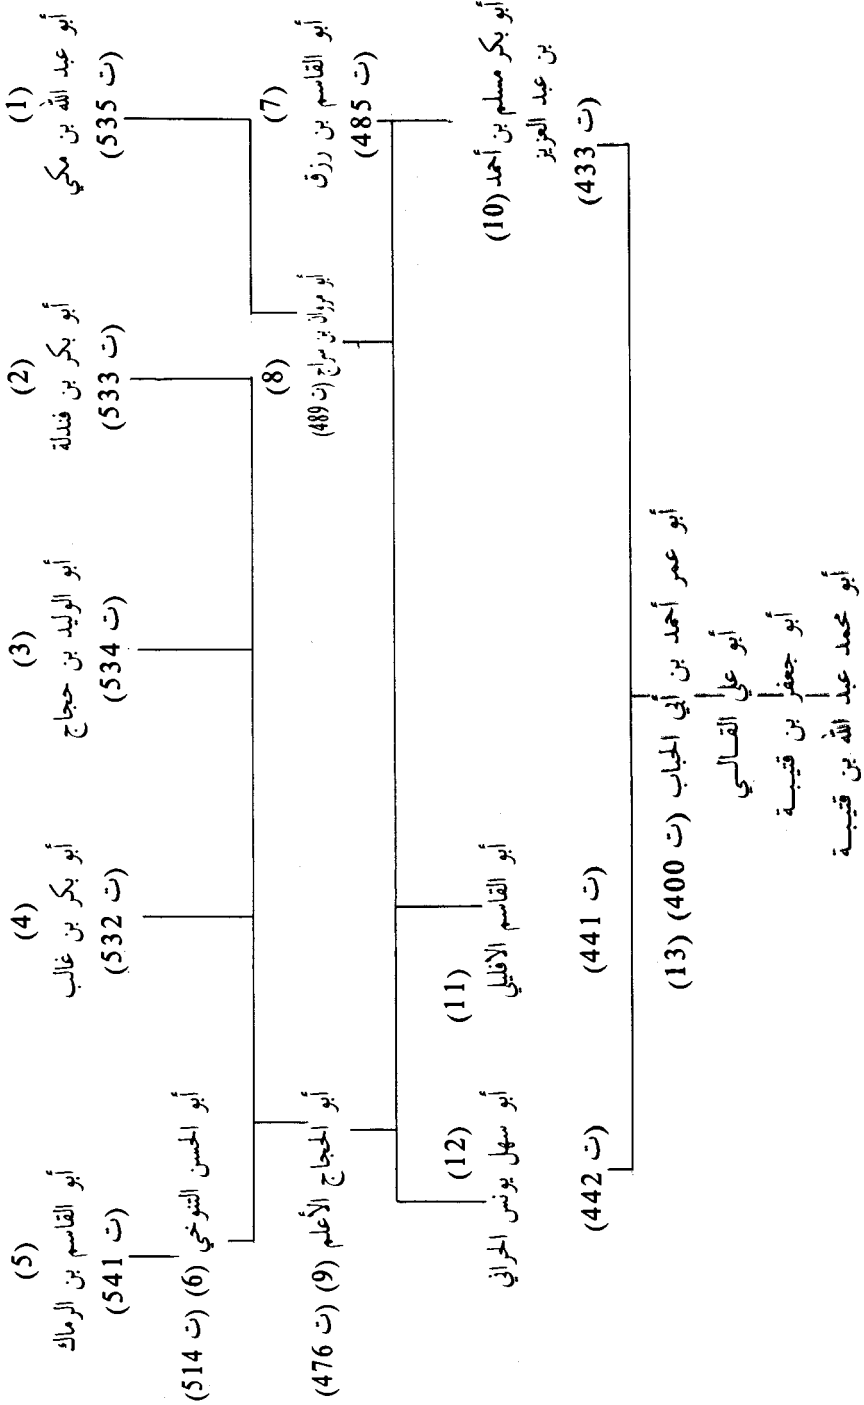 (1)
أبو عبد الله بن مكي
(ت 535)
(2)
أبو بكر بن فندلة
(ت 533)
(3)
أبو الوليد بن حجاج
(ت 534)
(4)
أبو بكر بن غالب
(ت 532)
(5)
أبو القاسم بن الرماك
(ت 541)
أبو الحسن التنوخي (6) (ت 514)
(7)
أبو القاسم بن رزق
(ت 485)
(8)
أبو مروان بن سراج (ت 489)
أبو الحجاج الأعلم (9) (ت 476)
أبو بكر مسلم بن أحمد (10)
بن عبد العزيز
(ت 433)
(11)
أبو القاسم الافليلي
(ت 441)
(12)
أبو سهل يونس الحراني
(ت 442)
أبو عمر أحمد بن أبي الحباب (ت 400) (13)
أبو علي القالي
أبو جعفر بن قتيبة
أبو محمد عبد الله بن قتيبة